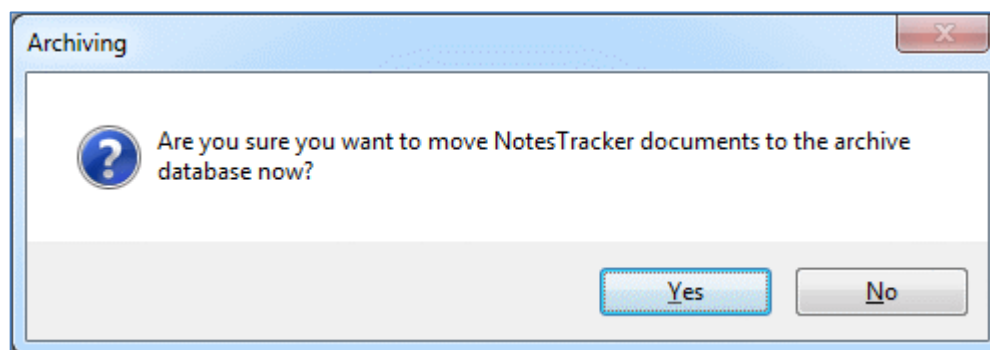 Archiving
Are you sure you want to move NotesTracker documents to the archive
database now?
Yes
No